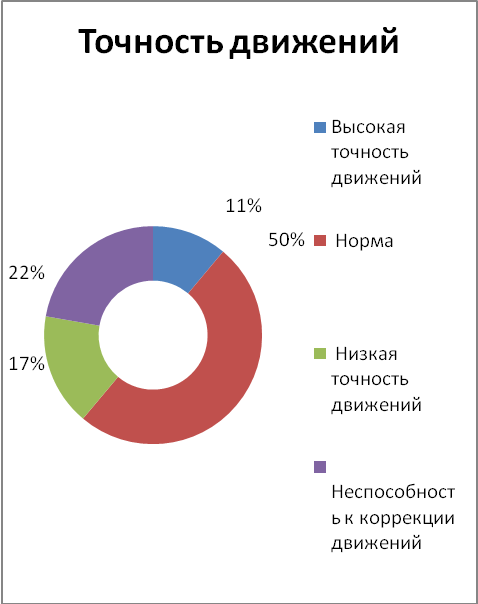 Точность движений
11%
50%
22%
17%
Высокая
точность
движений
Норма
Низкая
точность
движений
Неспособност
ь к коррекции
движений